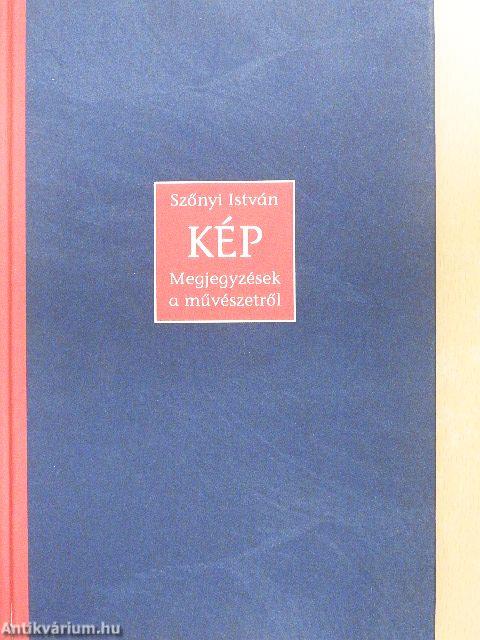 Szőnyi István
KÉP
Megjegyzések
a művészetről
Antikvárium.hu